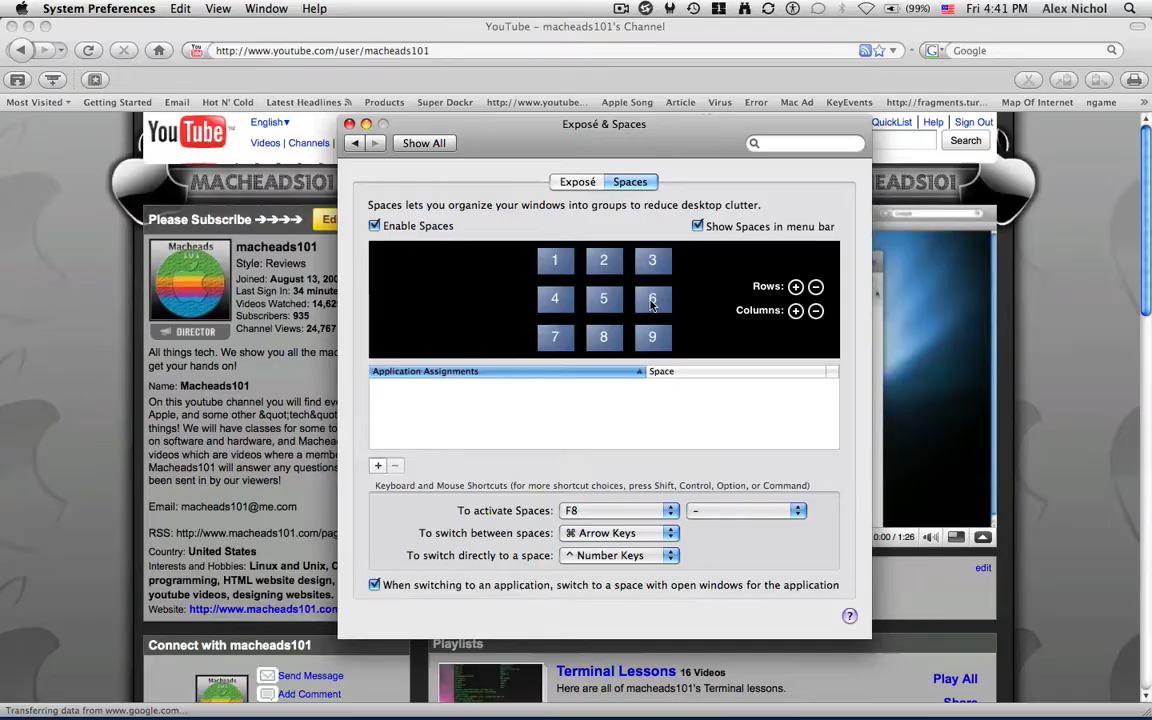 System Preferences Edit View Window Help (99%) Fri 4:41 PM Alex Nichol
YouTube - macheads101's Channel
http://www.youtube.com/user/macheads101
Google
Most Visited Getting Started Email Hot N' Cold Latest Headlines Products Super Dockr http://www.youtube... Apple Song Article Virus Error Mac Ad KeyEvents http://fragments.tur... Map Of Internet ngame »
YouTube English Videos | Channels
QuickList | Help | Sign Out
Search
MACHEADS101
Please Subscribe
macheads101
Style: Reviews
Joined: August 13, 200
Last Sign In: 34 minute
Videos Watched: 14,62
Subscribers: 935
Channel Views: 24,767
Macheads
101
DIRECTOR
All things tech. We show you all the mac
get your hands on!
Name: Macheads101
On this youtube channel you will find eve
Apple, and some other &quot;tech&quot
things! We will have classes for some to
on software and hardware, and Machea
videos which are videos where a membe
Macheads101 will answer any questions
been sent in by our viewers!
Email: macheads101@me.com
RSS: http://www.macheads101.com/pag
Country: United States
Interests and Hobbies: Linux and Unix, C
programming, HTML website design,
youtube videos, designing websites.
Website: http://www.macheads101.com
Connect with macheads101
Send Message
Add Comment
Macheads
Exposé & Spaces
Show All
Exposé Spaces
Spaces lets you organize your windows into groups to reduce desktop clutter.
Enable Spaces Show Spaces in menu bar
1 2 3
4 5 6
7 8 9
Rows:
Columns:
Application Assignments Space
+ −
Keyboard and Mouse Shortcuts (for more shortcut choices, press Shift, Control, Option, or Command)
To activate Spaces: F8 –
To switch between spaces: ⌘ Arrow Keys
To switch directly to a space: ^ Number Keys
When switching to an application, switch to a space with open windows for the application
?
EADS101
0:00 / 1:26
edit
Playlists
Terminal Lessons 16 Videos
Here are all of macheads101's Terminal lessons.
Play All
Transferring data from www.google.com...